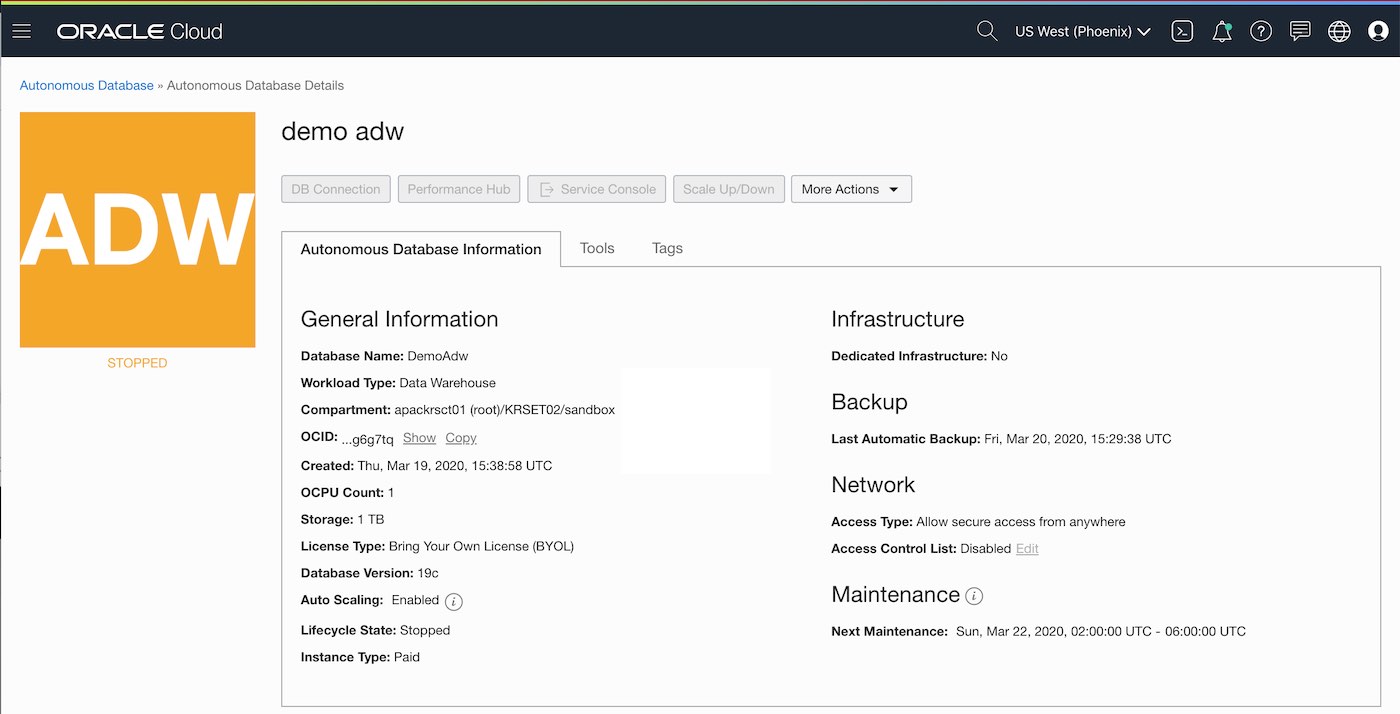 ORACLE Cloud
US West (Phoenix)
Autonomous Database » Autonomous Database Details
ADW
STOPPED
demo adw
DB Connection
Performance Hub
Service Console
Scale Up/Down
More Actions
Autonomous Database Information
Tools
Tags
General Information
Database Name: DemoAdw
Workload Type: Data Warehouse
Compartment: apackrsct01 (root)/KRSET02/sandbox
OCID: ...g6g7tq Show Copy
Created: Thu, Mar 19, 2020, 15:38:58 UTC
OCPU Count: 1
Storage: 1 TB
License Type: Bring Your Own License (BYOL)
Database Version: 19c
Auto Scaling: Enabled
Lifecycle State: Stopped
Instance Type: Paid
Infrastructure
Dedicated Infrastructure: No
Backup
Last Automatic Backup: Fri, Mar 20, 2020, 15:29:38 UTC
Network
Access Type: Allow secure access from anywhere
Access Control List: Disabled Edit
Maintenance
Next Maintenance: Sun, Mar 22, 2020, 02:00:00 UTC - 06:00:00 UTC